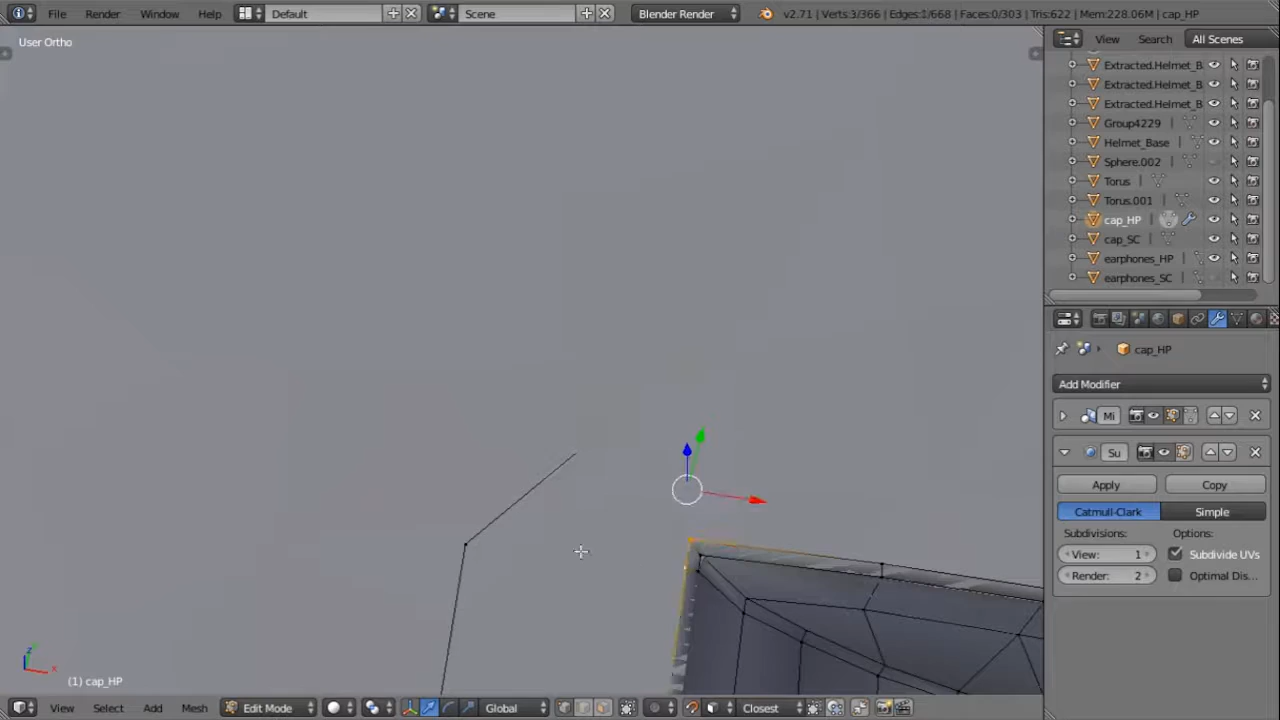 File Render Window Help Default Scene Blender Render v2.71 | Verts:3/366 | Edges:1/668 | Faces:0/303 | Tris:622 | Mem:228.06M | cap_HP
User Ortho
View Search All Scenes
Extracted.Helmet_B
Extracted.Helmet_B
Extracted.Helmet_B
Group4229
Helmet_Base
Sphere.002
Torus
Torus.001
cap_HP
cap_SC
earphones_HP
earphones_SC
cap_HP
Add Modifier
Mi
Su
Apply Copy
Catmull-Clark Simple
Subdivisions: Options:
View: 1 Subdivide UVs
Render: 2 Optimal Dis...
z
x
(1) cap_HP
View Select Add Mesh Edit Mode Global Closest